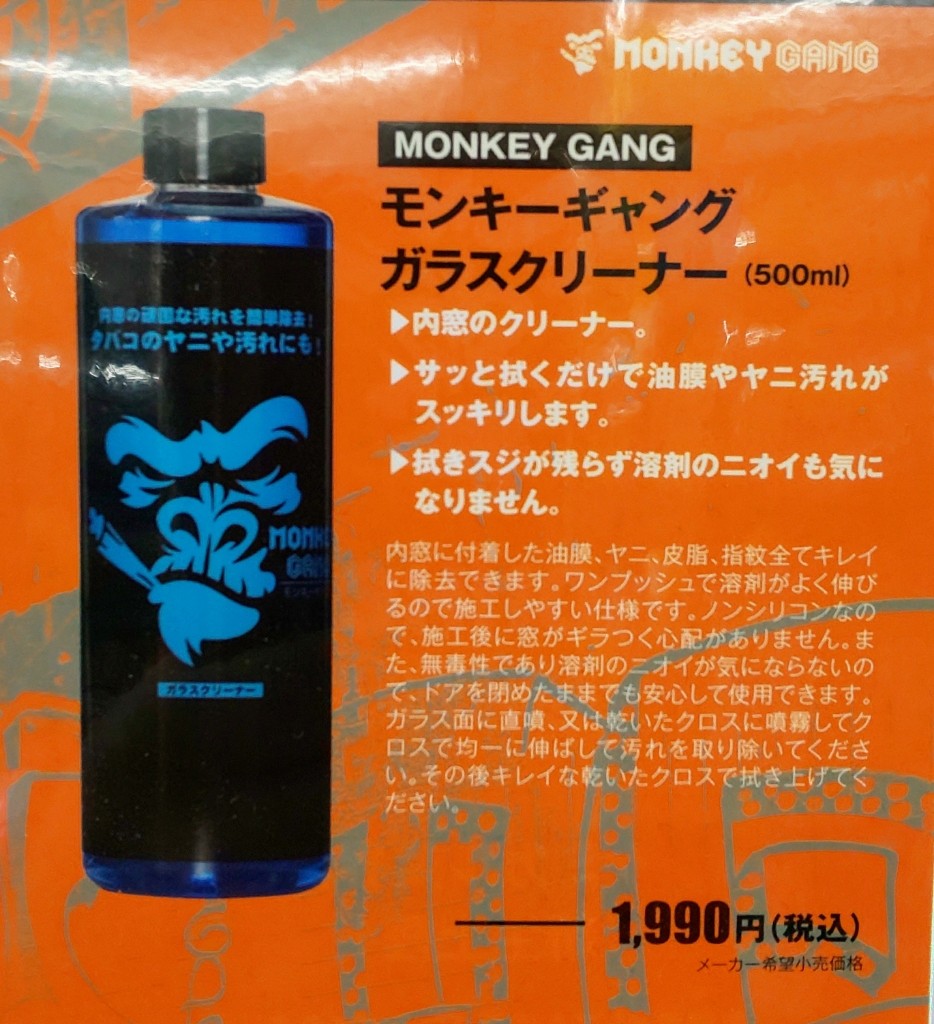 MONKEY GANG
MONKEY GANG
モンキーギャング
ガラスクリーナー (500ml)
▶内窓のクリーナー。
▶サッと拭くだけで油膜やヤニ汚れが
スッキリします。
▶拭きスジが残らず溶剤のニオイも気に
なりません。
内窓に付着した油膜、ヤニ、皮脂、指紋全てキレイ
に除去できます。ワンプッシュで溶剤がよく伸び
るので施工しやすい仕様です。ノンシリコンなの
で、施工後に窓がギラつく心配がありません。ま
た、無毒性であり溶剤のニオイが気にならないの
で、ドアを閉めたままでも安心して使用できます。
ガラス面に直噴、又は乾いたクロスに噴霧してク
ロスで均一に伸ばして汚れを取り除いてくださ
い。その後キレイな乾いたクロスで拭き上げてく
ださい。
1,990円(税込)
メーカー希望小売価格
内窓の頑固な汚れを簡単除去!
タバコのヤニや汚れにも!
ガラスクリーナー